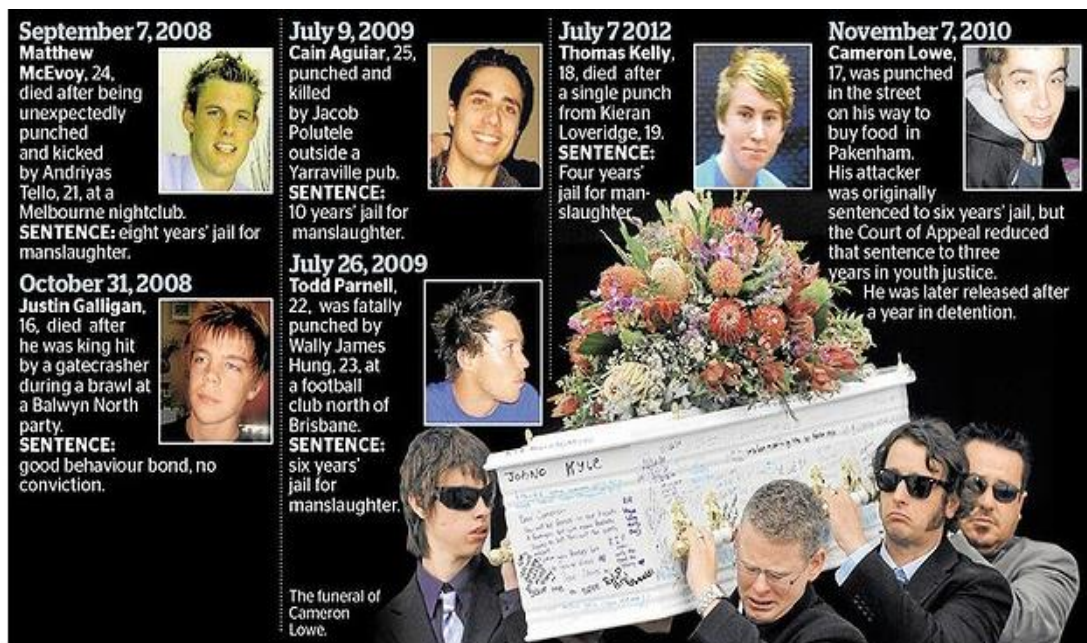 September 7, 2008
Matthew
McEvoy, 24,
died after being
unexpectedly
punched
and kicked
by Andriyas
Tello, 21, at a
Melbourne nightclub.
SENTENCE: eight years' jail for
manslaughter.
October 31, 2008
Justin Galligan,
16, died after
he was king hit
by a gatecrasher
during a brawl at
a Balwyn North
party.
SENTENCE:
good behaviour bond, no
conviction.
July 9, 2009
Cain Aguiar, 25,
punched and
killed
by Jacob
Polutele
outside a
Yarraville pub.
SENTENCE:
10 years' jail for
manslaughter.
July 26, 2009
Todd Parnell,
22, was fatally
punched by
Wally James
Hung, 23, at
a football
club north of
Brisbane.
SENTENCE:
six years'
jail for
manslaughter.
The funeral of
Cameron
Lowe.
July 7 2012
Thomas Kelly,
18, died after
a single punch
from Kieran
Loveridge, 19.
SENTENCE:
Four years'
jail for man-
slaughter
November 7, 2010
Cameron Lowe,
17, was punched
in the street
on his way to
buy food in
Pakenham.
His attacker
was originally
sentenced to six years' jail, but
the Court of Appeal reduced
that sentence to three
years in youth justice.
He was later released after
a year in detention.
JOHNO KYLE